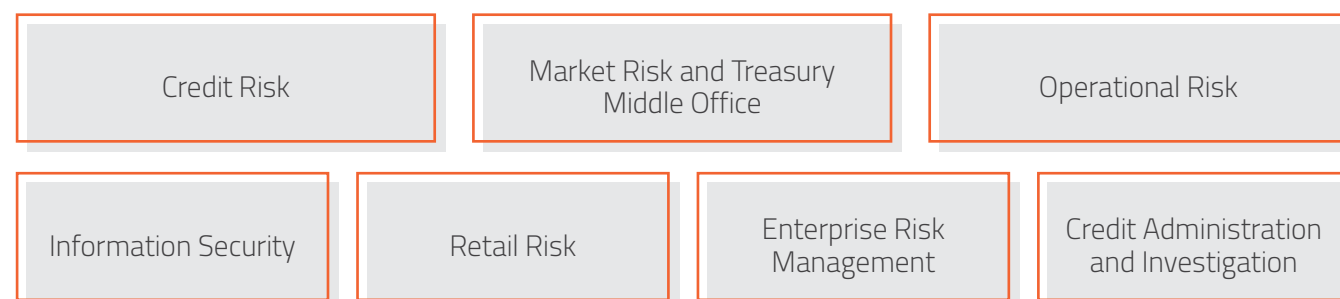 Credit Risk
Market Risk and Treasury
Middle Office
Operational Risk
Information Security
Retail Risk
Enterprise Risk
Management
Credit Administration
and Investigation